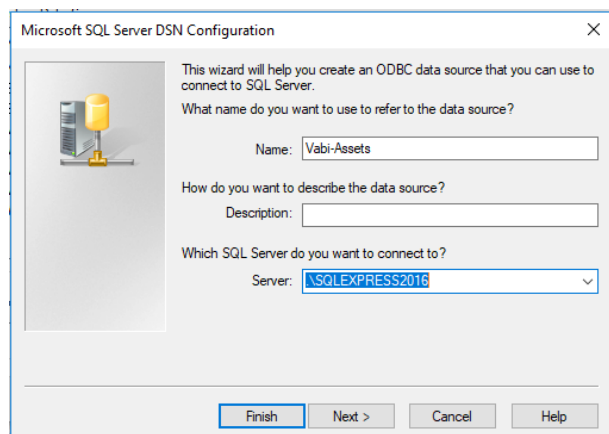 Microsoft SQL Server DSN Configuration
This wizard will help you create an ODBC data source that you can use to
connect to SQL Server.
What name do you want to use to refer to the data source?
Name: Vabi-Assets
How do you want to describe the data source?
Description:
Which SQL Server do you want to connect to?
Server: .\SQLEXPRESS2016
Finish Next > Cancel Help